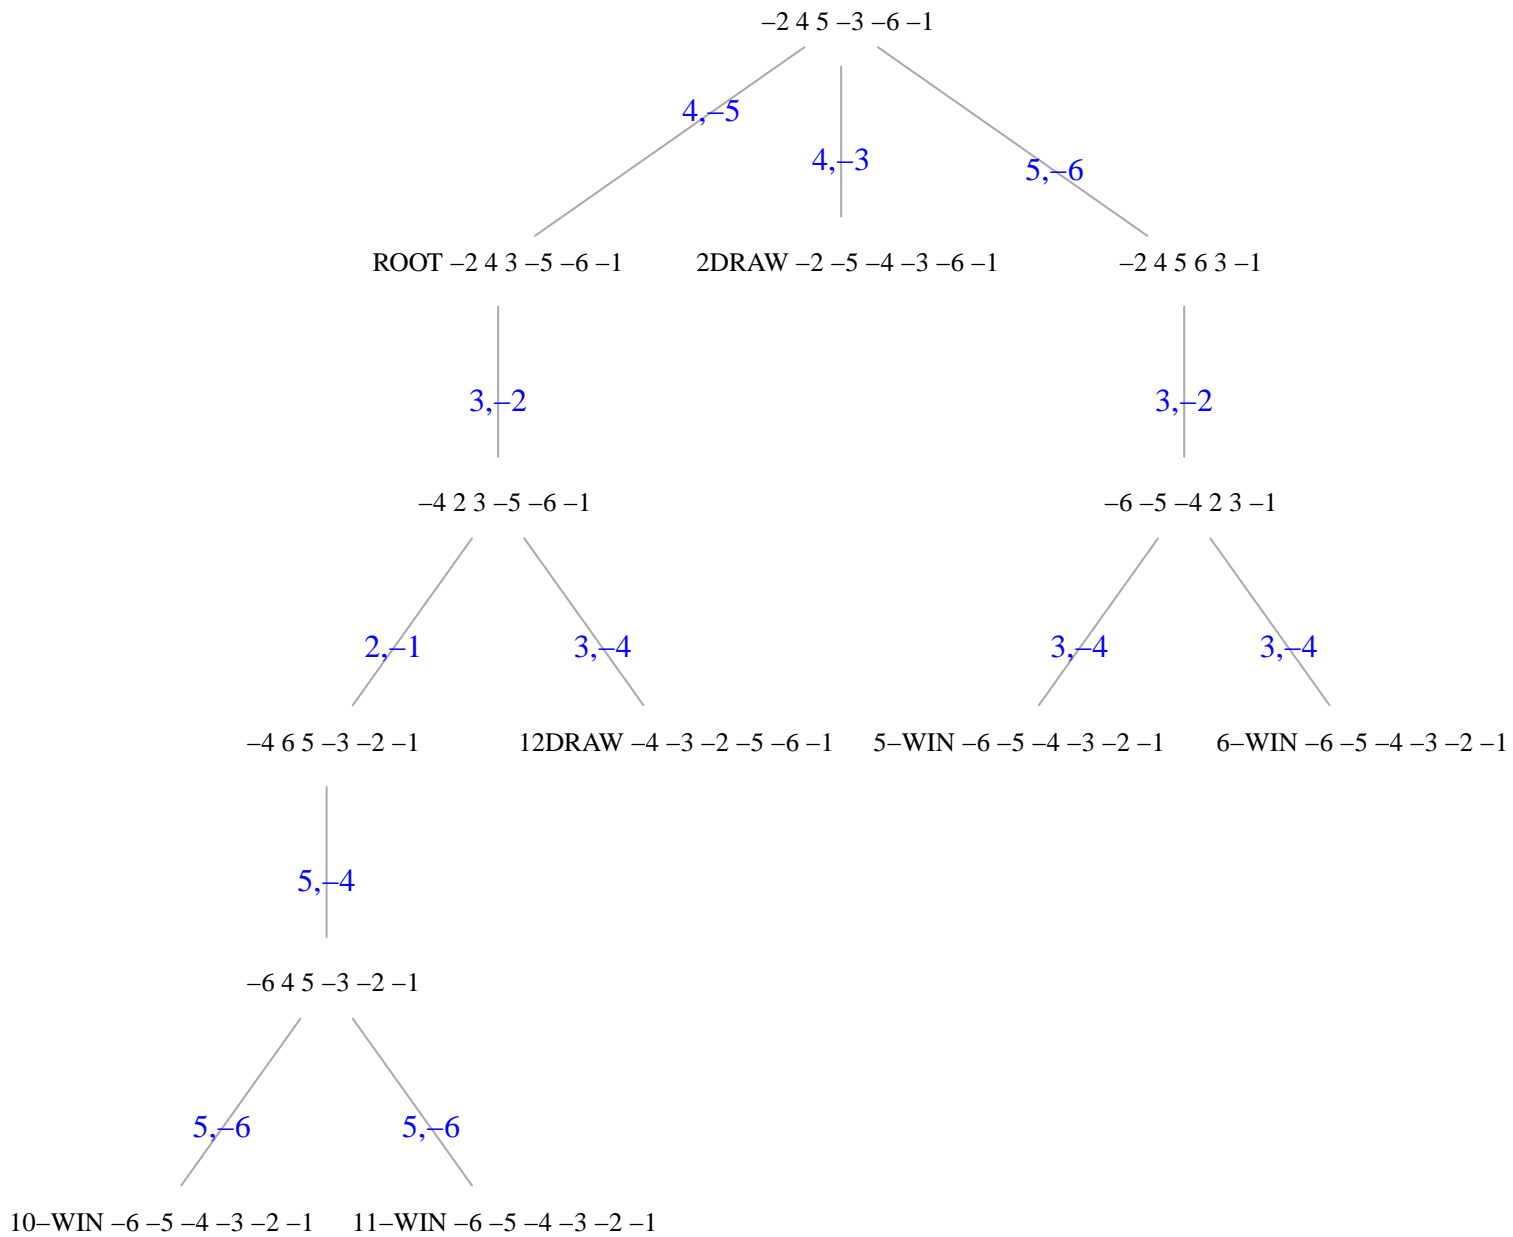 –2 4 5 –3 –6 –1
4,–5
4,–3
5,–6
ROOT –2 4 3 –5 –6 –1
2DRAW –2 –5 –4 –3 –6 –1
–2 4 5 6 3 –1
3,–2
3,–2
–4 2 3 –5 –6 –1
–6 –5 –4 2 3 –1
2,–1
3,–4
3,–4
3,–4
–4 6 5 –3 –2 –1
12DRAW –4 –3 –2 –5 –6 –1
5–WIN –6 –5 –4 –3 –2 –1
6–WIN –6 –5 –4 –3 –2 –1
5,–4
–6 4 5 –3 –2 –1
5,–6
5,–6
10–WIN –6 –5 –4 –3 –2 –1
11–WIN –6 –5 –4 –3 –2 –1